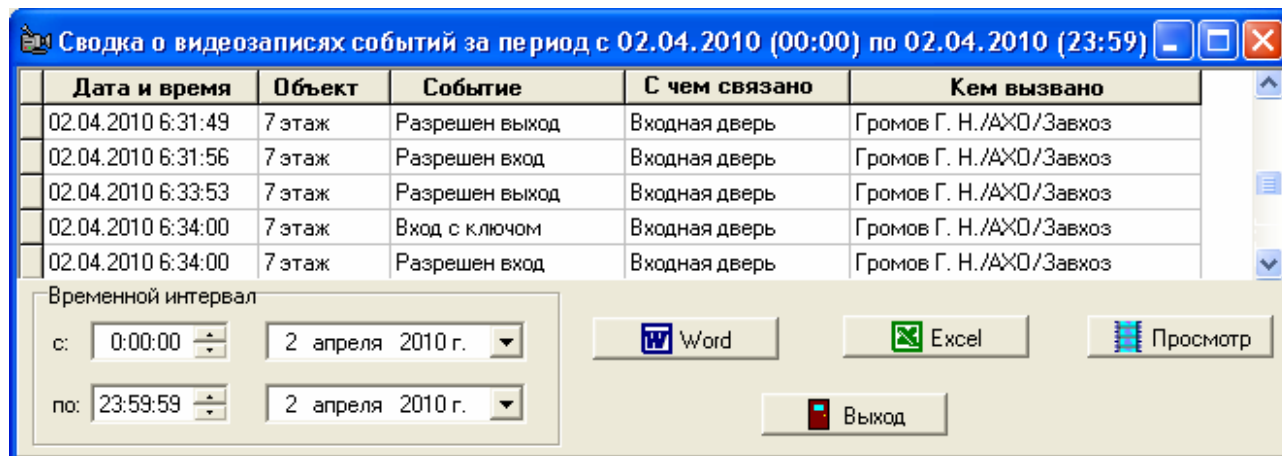 Сводка о видеозаписях событий за период с 02.04.2010 (00:00) по 02.04.2010 (23:59)
Дата и время Объект Событие С чем связано Кем вызвано
02.04.2010 6:31:49 7 этаж Разрешен выход Входная дверь Громов Г. Н./АХО/Завхоз
02.04.2010 6:31:56 7 этаж Разрешен вход Входная дверь Громов Г. Н./АХО/Завхоз
02.04.2010 6:33:53 7 этаж Разрешен выход Входная дверь Громов Г. Н./АХО/Завхоз
02.04.2010 6:34:00 7 этаж Вход с ключом Входная дверь Громов Г. Н./АХО/Завхоз
02.04.2010 6:34:00 7 этаж Разрешен вход Входная дверь Громов Г. Н./АХО/Завхоз
Временной интервал
с: 0:00:00 2 апреля 2010 г. Word Excel Просмотр
по: 23:59:59 2 апреля 2010 г. Выход